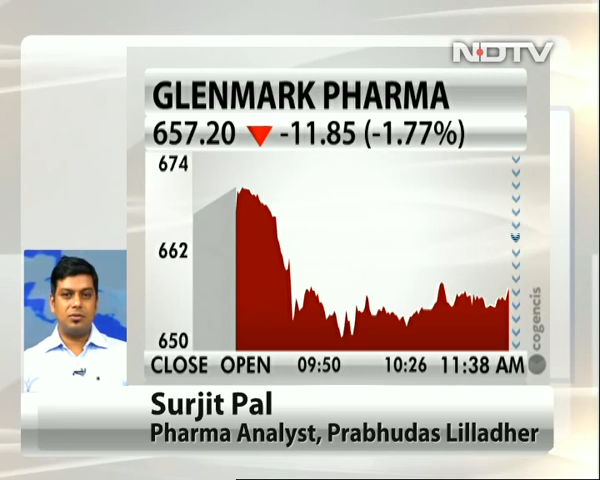 NDTV
GLENMARK PHARMA
657.20 ▼ -11.85 (-1.77%)
674
662
650
CLOSE OPEN 09:50 10:26 11:38 AM
cogencis
Surjit Pal
Pharma Analyst, Prabhudas Lilladher